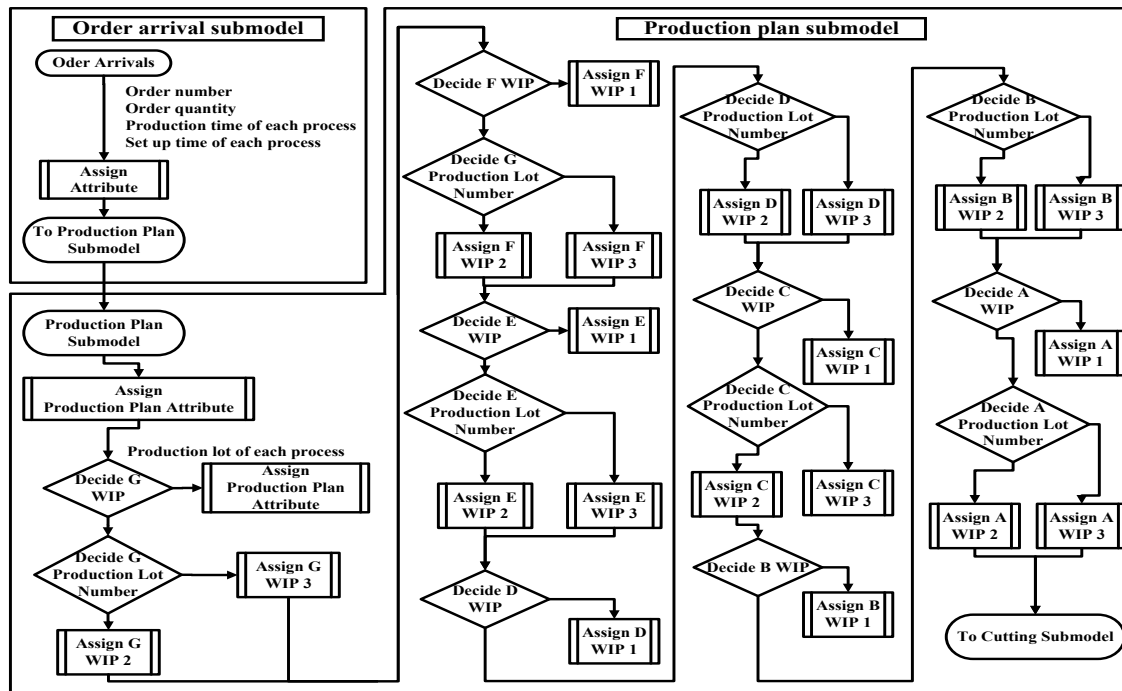 Order arrival submodel
Oder Arrivals
Order number
Order quantity
Production time of each process
Set up time of each process
Assign
Attribute
To Production Plan
Submodel
Production Plan
Submodel
Assign
Production Plan Attribute
Production lot of each process
Decide G
WIP
Assign
Production Plan
Attribute
Decide G
Production Lot
Number
Assign G
WIP 3
Assign G
WIP 2
Production plan submodel
Decide F WIP
Assign F
WIP 1
Decide G
Production Lot
Number
Assign F
WIP 2
Assign F
WIP 3
Decide E
WIP
Assign E
WIP 1
Decide E
Production Lot
Number
Assign E
WIP 2
Assign E
WIP 3
Decide D
WIP
Assign D
WIP 1
Decide D
Production Lot
Number
Assign D
WIP 2
Assign D
WIP 3
Decide C
WIP
Assign C
WIP 1
Decide C
Production Lot
Number
Assign C
WIP 2
Assign C
WIP 3
Decide B WIP
Assign B
WIP 1
Decide B
Production Lot
Number
Assign B
WIP 2
Assign B
WIP 3
Decide A
WIP
Assign A
WIP 1
Decide A
Production Lot
Number
Assign A
WIP 2
Assign A
WIP 3
To Cutting Submodel